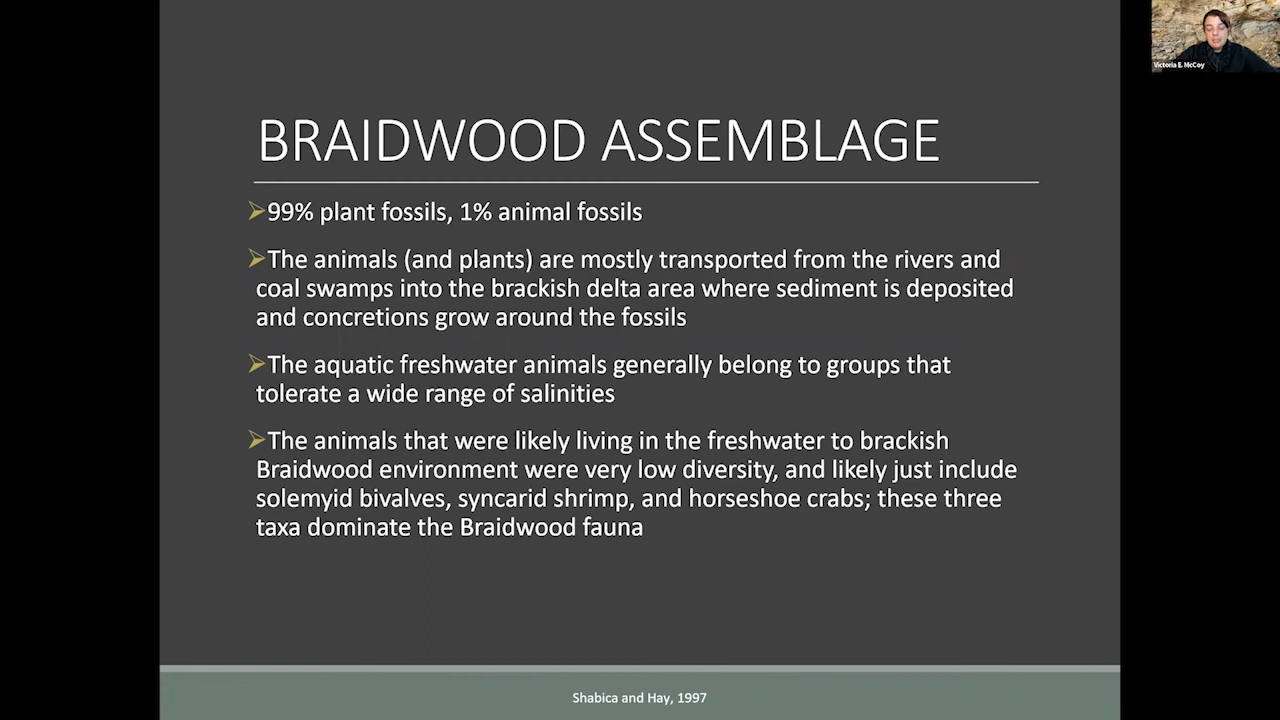 Victoria E. McCoy
BRAIDWOOD ASSEMBLAGE
99% plant fossils, 1% animal fossils
The animals (and plants) are mostly transported from the rivers and
coal swamps into the brackish delta area where sediment is deposited
and concretions grow around the fossils
The aquatic freshwater animals generally belong to groups that
tolerate a wide range of salinities
The animals that were likely living in the freshwater to brackish
Braidwood environment were very low diversity, and likely just include
solemyid bivalves, syncarid shrimp, and horseshoe crabs; these three
taxa dominate the Braidwood fauna
Shabica and Hay, 1997